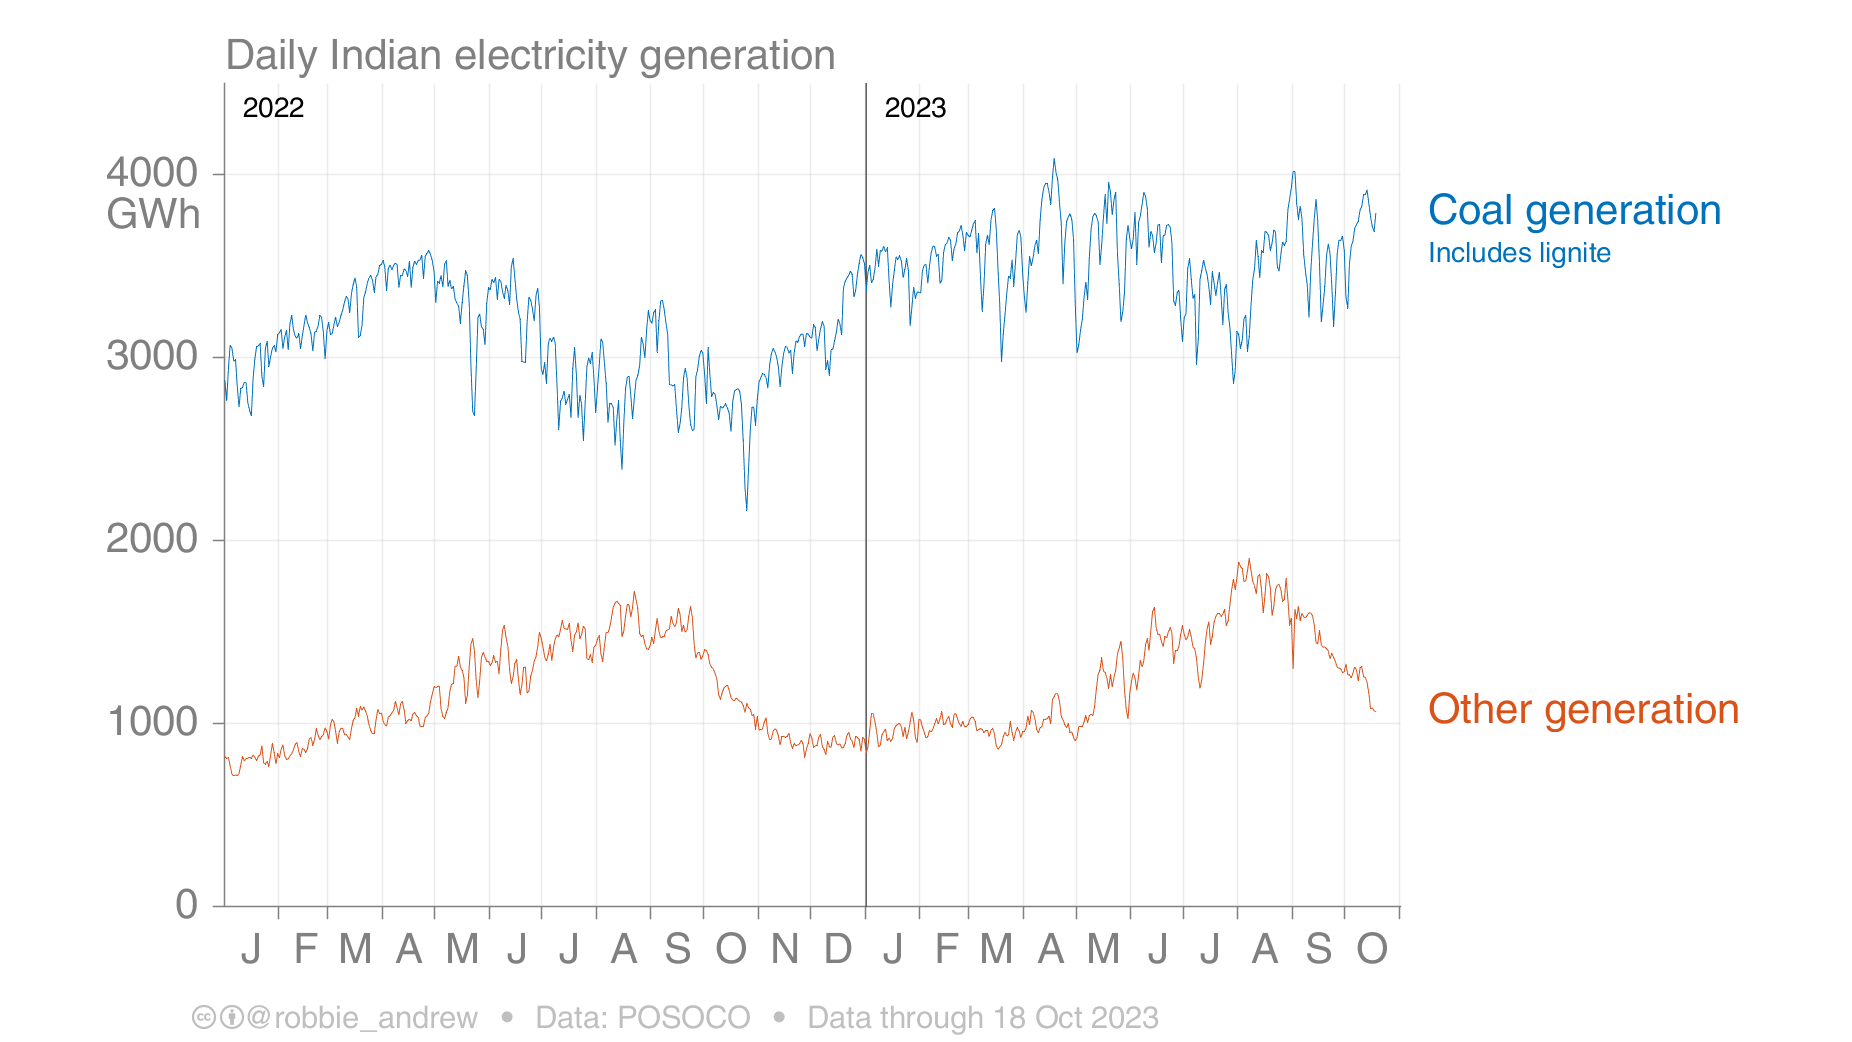 Daily Indian electricity generation
2022
2023
4000
GWh
3000
2000
1000
0
Coal generation
Includes lignite
Other generation
J F M A M J J A S O N D J F M A M J J A S O
cc @robbie_andrew • Data: POSOCO • Data through 18 Oct 2023